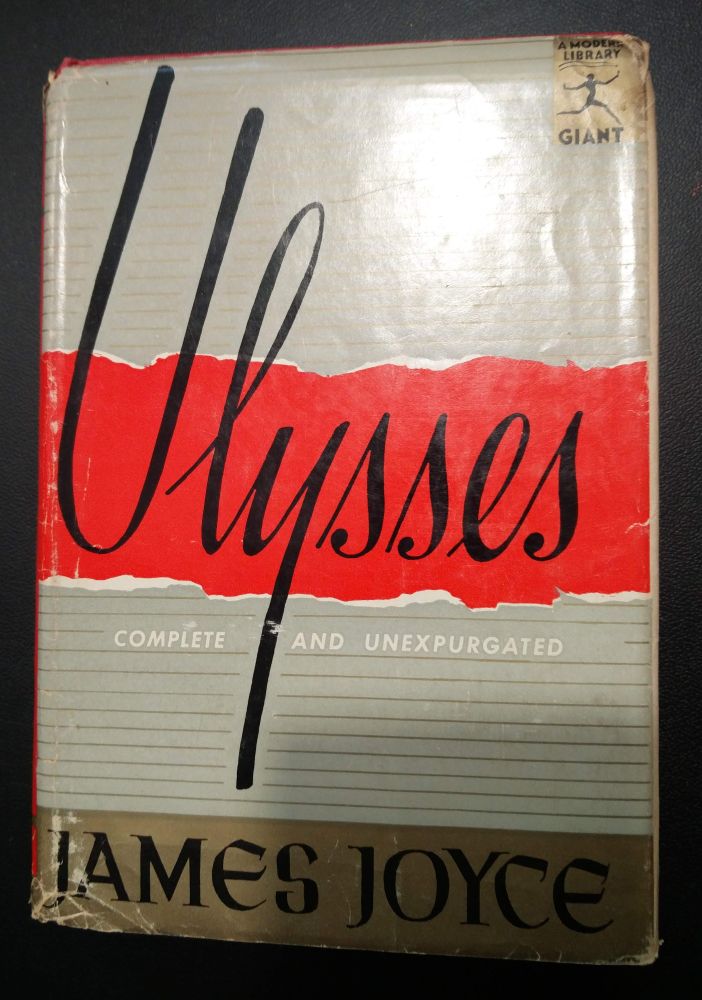 A MODERN
LIBRARY
GIANT
Ulysses
COMPLETE AND UNEXPURGATED
JAMES JOYCE